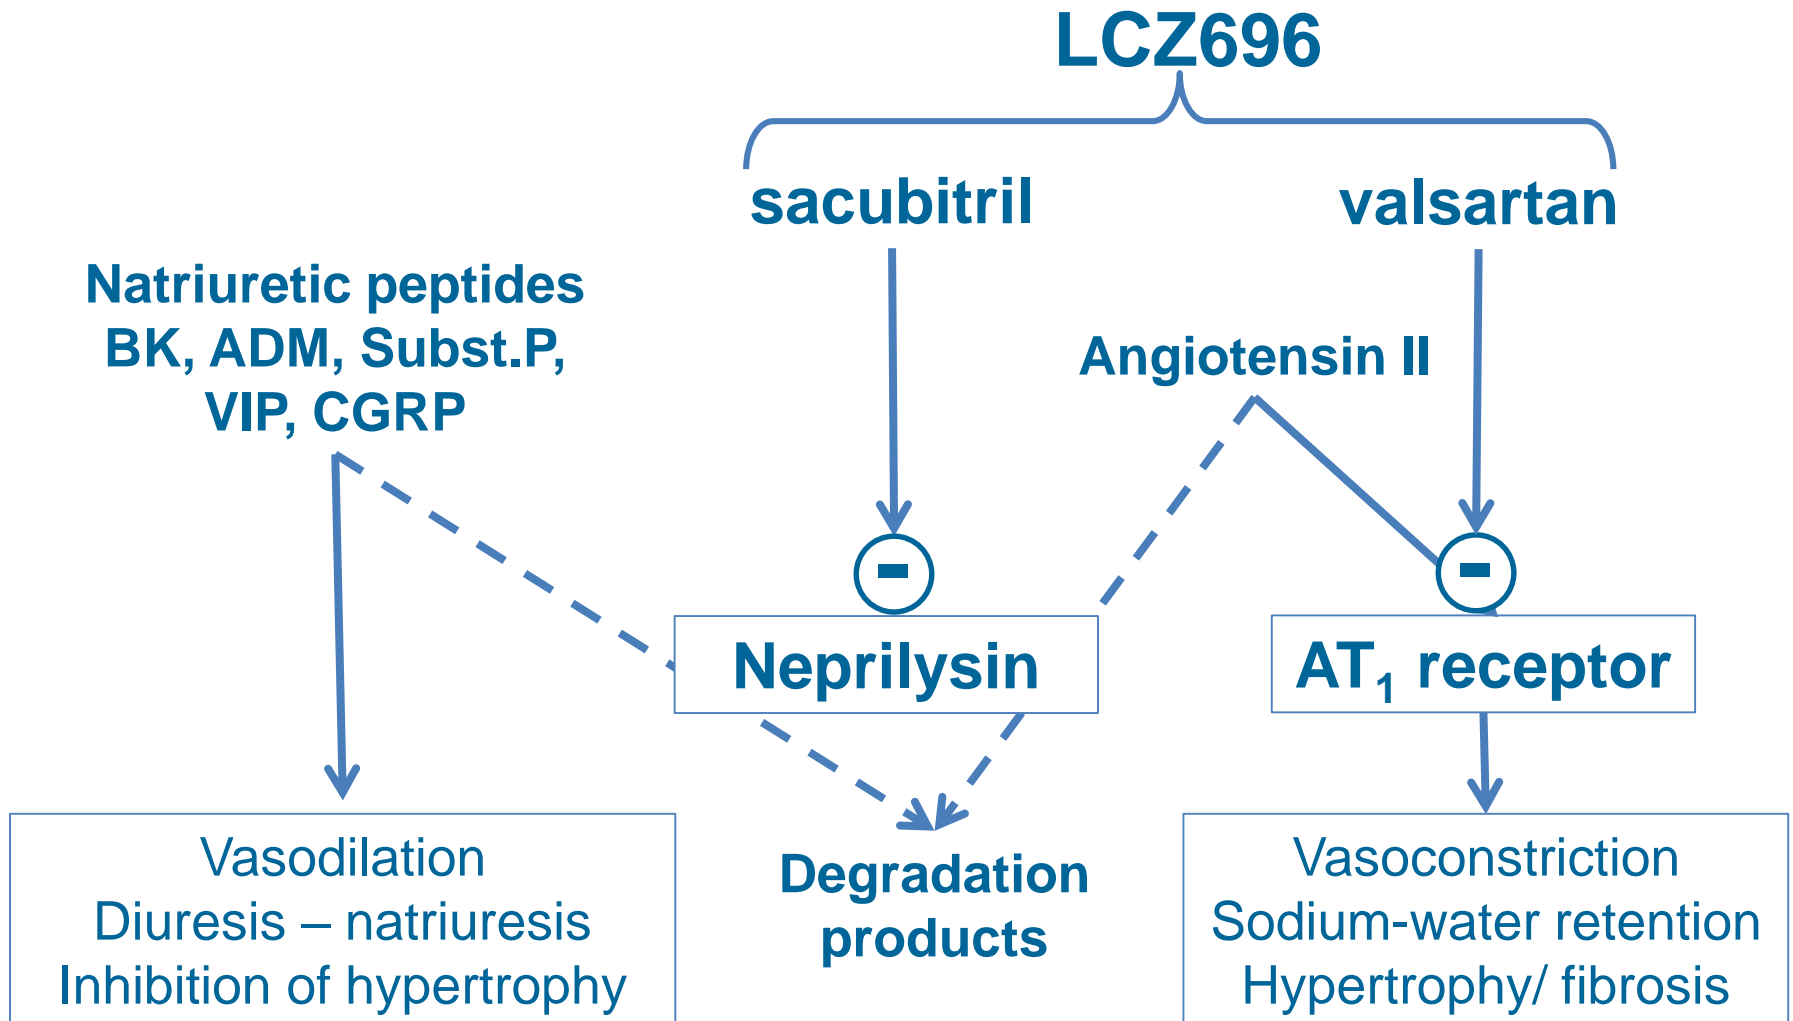 LCZ696
sacubitril
valsartan
Natriuretic peptides
BK, ADM, Subst.P,
VIP, CGRP
Angiotensin II
-
-
Neprilysin
AT₁ receptor
Vasodilation
Diuresis – natriuresis
Inhibition of hypertrophy
Degradation
products
Vasoconstriction
Sodium-water retention
Hypertrophy/ fibrosis